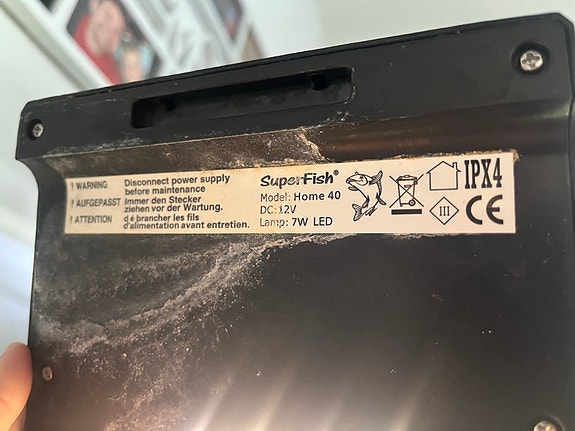 ! WARNING Disconnect power supply
before maintenance
! AUFGEPASST Immer den Stecker
ziehen vor der Wartung.
! ATTENTION dé brancher les fils
d'alimentation avant entretien.
SuperFish®
Model: Home 40
DC: 12V
Lamp: 7W LED
III
IPX4
CE